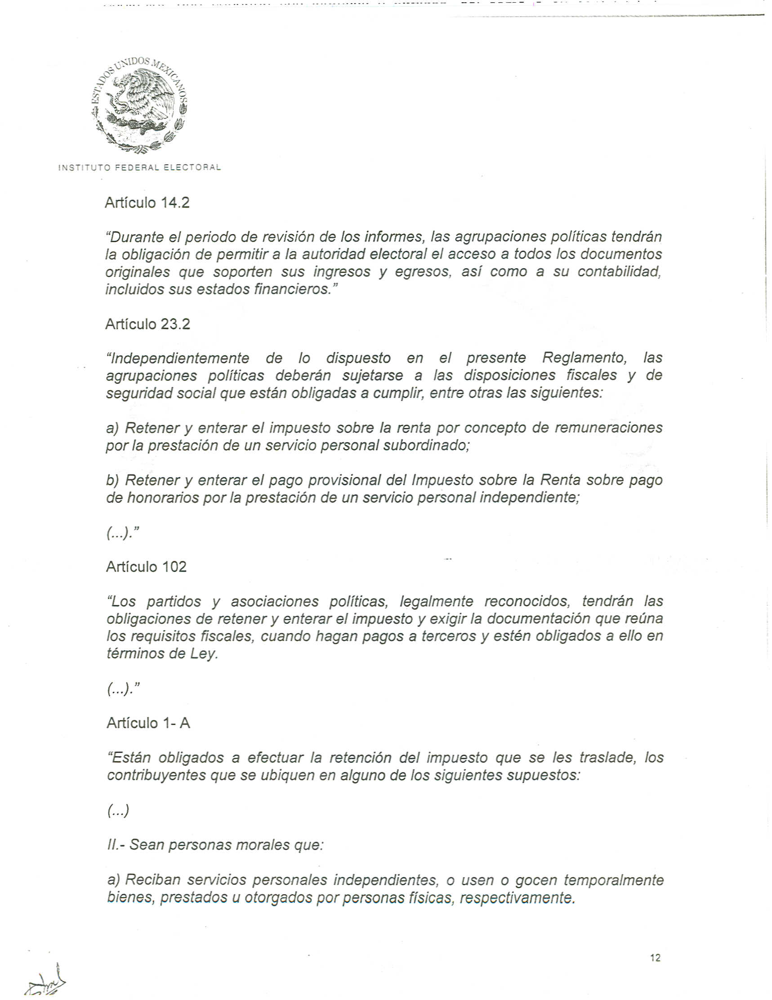 ESTADOS UNIDOS MEXICANOS
INSTITUTO FEDERAL ELECTORAL
Artículo 14.2
“Durante el periodo de revisión de los informes, las agrupaciones políticas tendrán
la obligación de permitir a la autoridad electoral el acceso a todos los documentos
originales que soporten sus ingresos y egresos, así como a su contabilidad,
incluidos sus estados financieros.”
Artículo 23.2
“Independientemente de lo dispuesto en el presente Reglamento, las
agrupaciones políticas deberán sujetarse a las disposiciones fiscales y de
seguridad social que están obligadas a cumplir, entre otras las siguientes:
a) Retener y enterar el impuesto sobre la renta por concepto de remuneraciones
por la prestación de un servicio personal subordinado;
b) Retener y enterar el pago provisional del Impuesto sobre la Renta sobre pago
de honorarios por la prestación de un servicio personal independiente;
(...).”
Artículo 102
“Los partidos y asociaciones políticas, legalmente reconocidos, tendrán las
obligaciones de retener y enterar el impuesto y exigir la documentación que reúna
los requisitos fiscales, cuando hagan pagos a terceros y estén obligados a ello en
términos de Ley.
(...).”
Artículo 1- A
“Están obligados a efectuar la retención del impuesto que se les traslade, los
contribuyentes que se ubiquen en alguno de los siguientes supuestos:
(...)
II.- Sean personas morales que:
a) Reciban servicios personales independientes, o usen o gocen temporalmente
bienes, prestados u otorgados por personas físicas, respectivamente.
12